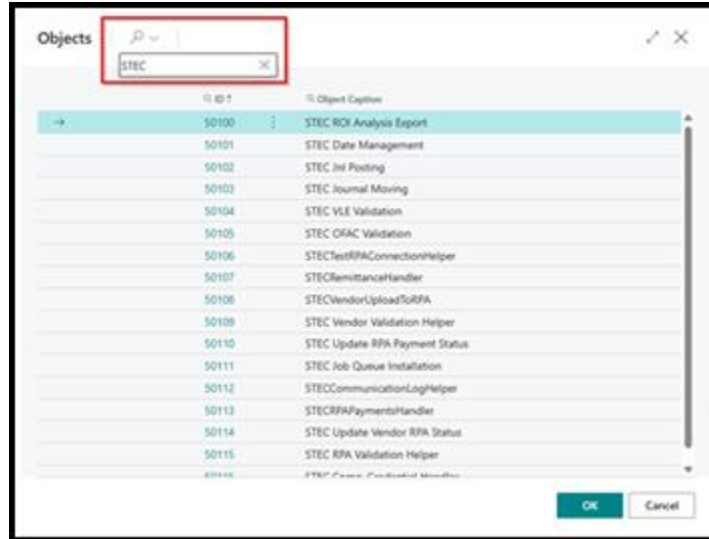 Objects
STEC
ID ↑ Object Caption
→ 50100 STEC ROI Analysis Export
50101 STEC Date Management
50102 STEC Jnl Posting
50103 STEC Journal Moving
50104 STEC VLE Validation
50105 STEC OFAC Validation
50106 STECTestRPAConnectionHelper
50107 STECRemittanceHandler
50108 STECVendorUploadToRPA
50109 STEC Vendor Validation Helper
50110 STEC Update RPA Payment Status
50111 STEC Job Queue Installation
50112 STECCommunicationLogHelper
50113 STECRPAPaymentsHandler
50114 STEC Update Vendor RPA Status
50115 STEC RPA Validation Helper
OK Cancel